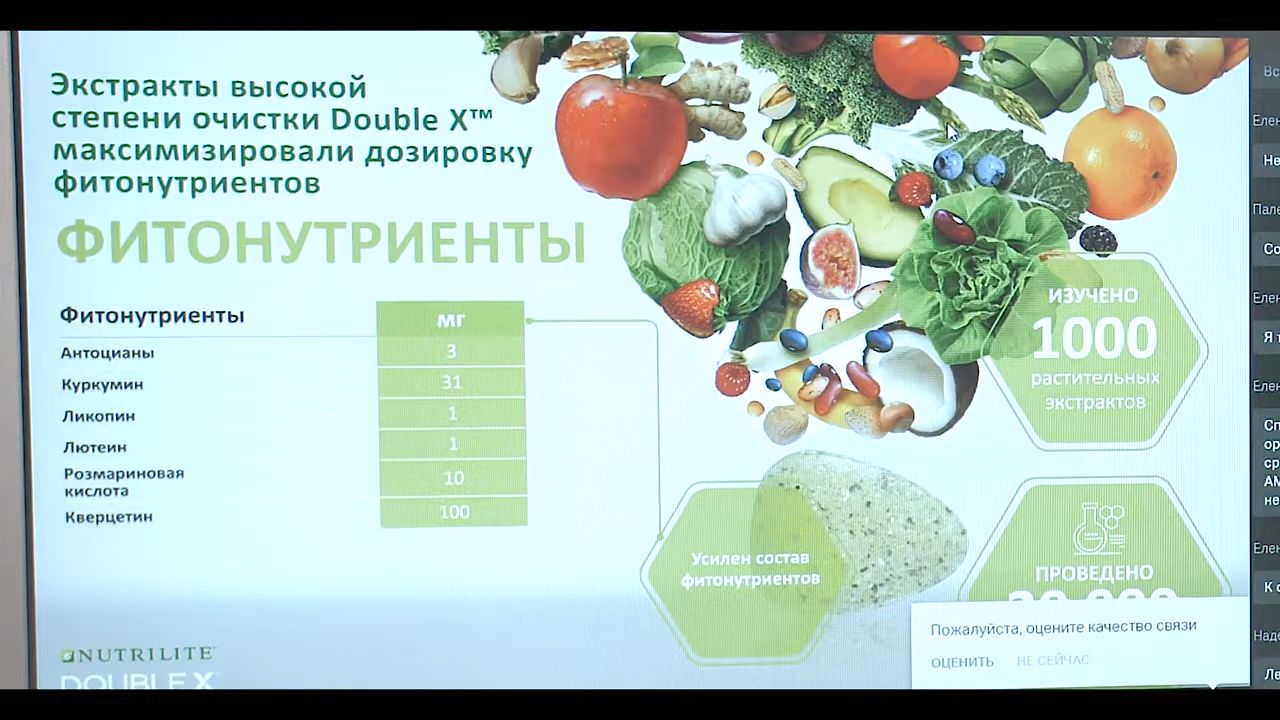 Экстракты высокой
степени очистки Double X™
максимизировали дозировку
фитонутриентов
ФИТОНУТРИЕНТЫ
Фитонутриенты мг
Антоцианы 3
Куркумин 31
Ликопин 1
Лютеин 1
Розмариновая
кислота 10
Кверцетин 100
ИЗУЧЕНО
1000
растительных
экстрактов
Усилен состав
фитонутриентов
ПРОВЕДЕНО
NUTRILITE
DOUBLE X
Пожалуйста, оцените качество связи
ОЦЕНИТЬ НЕ СЕЙЧАС